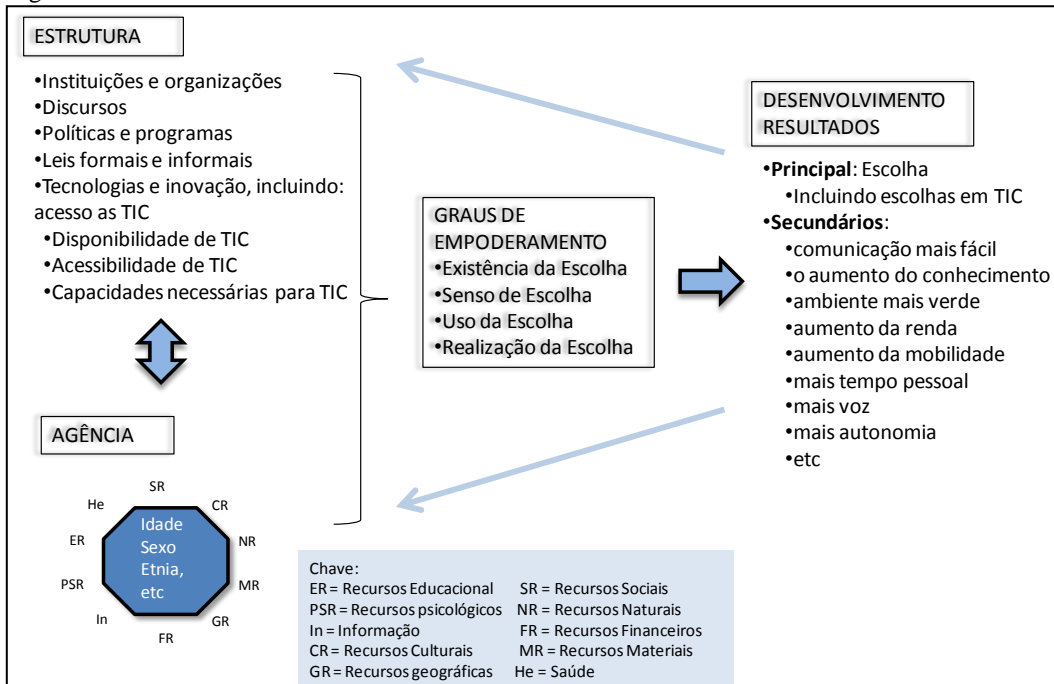 ESTRUTURA
•Instituições e organizações
•Discursos
•Políticas e programas
•Leis formais e informais
•Tecnologias e inovação, incluindo:
acesso as TIC
•Disponibilidade de TIC
•Acessibilidade de TIC
•Capacidades necessárias para TIC
AGÊNCIA
SR
He
CR
ER
NR
PSR
MR
In
GR
FR
Idade
Sexo
Etnia,
etc
GRAUS DE
EMPODERAMENTO
•Existência da Escolha
•Senso de Escolha
•Uso da Escolha
•Realização da Escolha
DESENVOLVIMENTO
RESULTADOS
•Principal: Escolha
•Incluindo escolhas em TIC
•Secundários:
•comunicação mais fácil
•o aumento do conhecimento
•ambiente mais verde
•aumento da renda
•aumento da mobilidade
•mais tempo pessoal
•mais voz
•mais autonomia
•etc
Chave:
ER = Recursos Educacional SR = Recursos Sociais
PSR = Recursos psicológicos NR = Recursos Naturais
In = Informação FR = Recursos Financeiros
CR = Recursos Culturais MR = Recursos Materiais
GR = Recursos geográficas He = Saúde